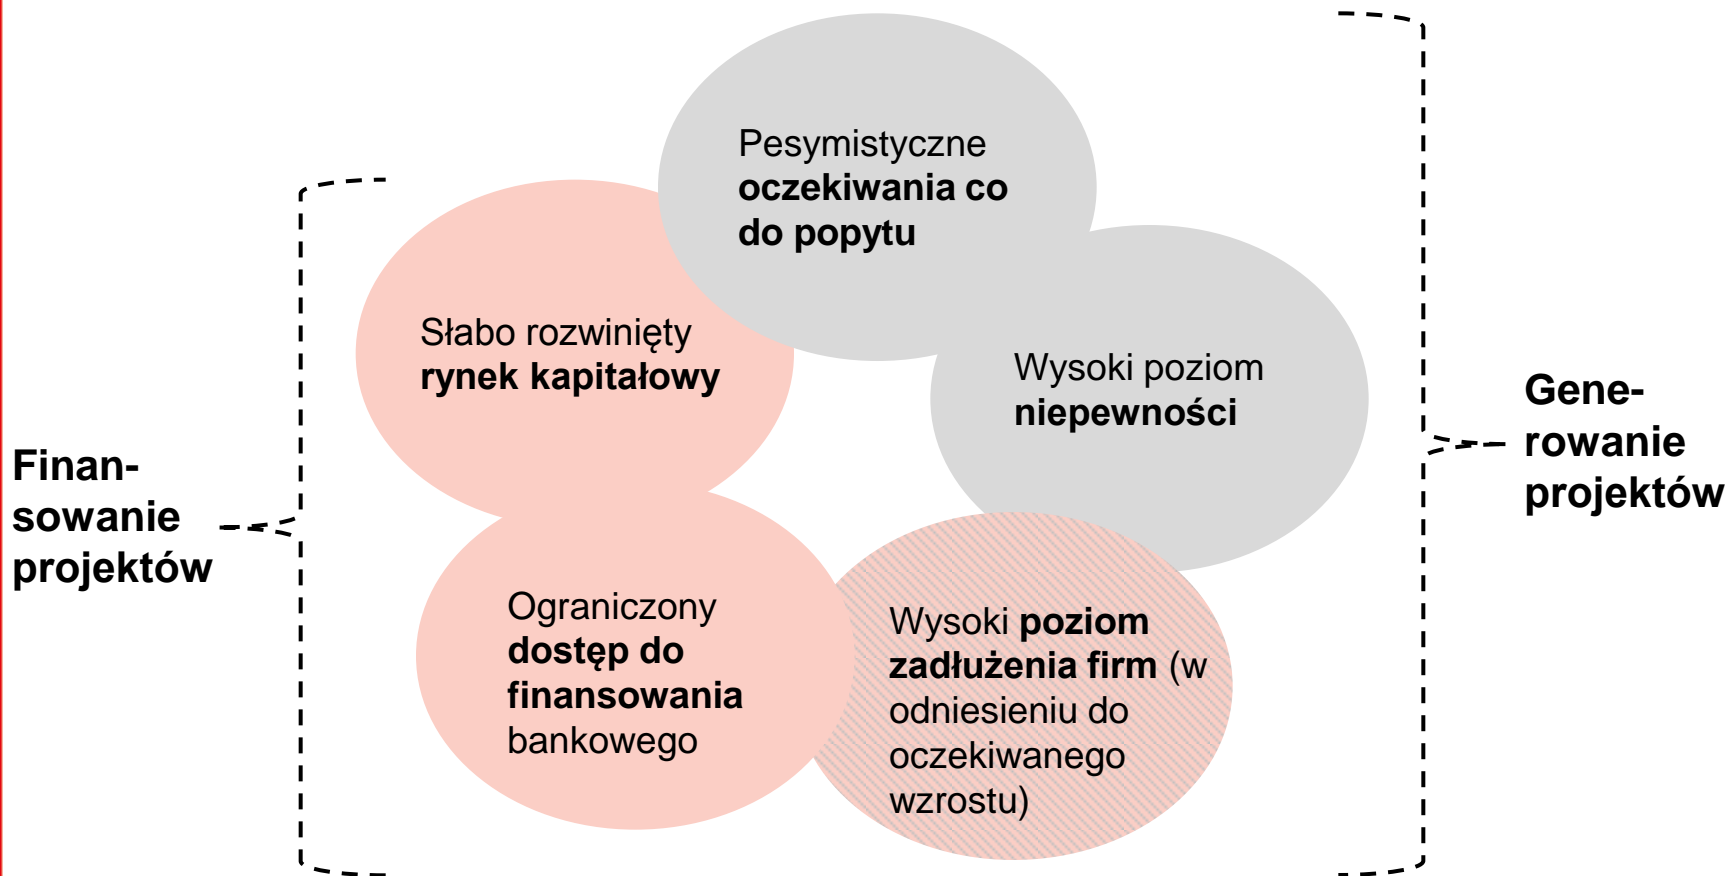 Pesymistyczne
oczekiwania co
do popytu
Słabo rozwinięty
rynek kapitałowy
Wysoki poziom
niepewności
Finan-
sowanie
projektów
Gene-
rowanie
projektów
Ograniczony
dostęp do
finansowania
bankowego
Wysoki poziom
zadłużenia firm (w
odniesieniu do
oczekiwanego
wzrostu)